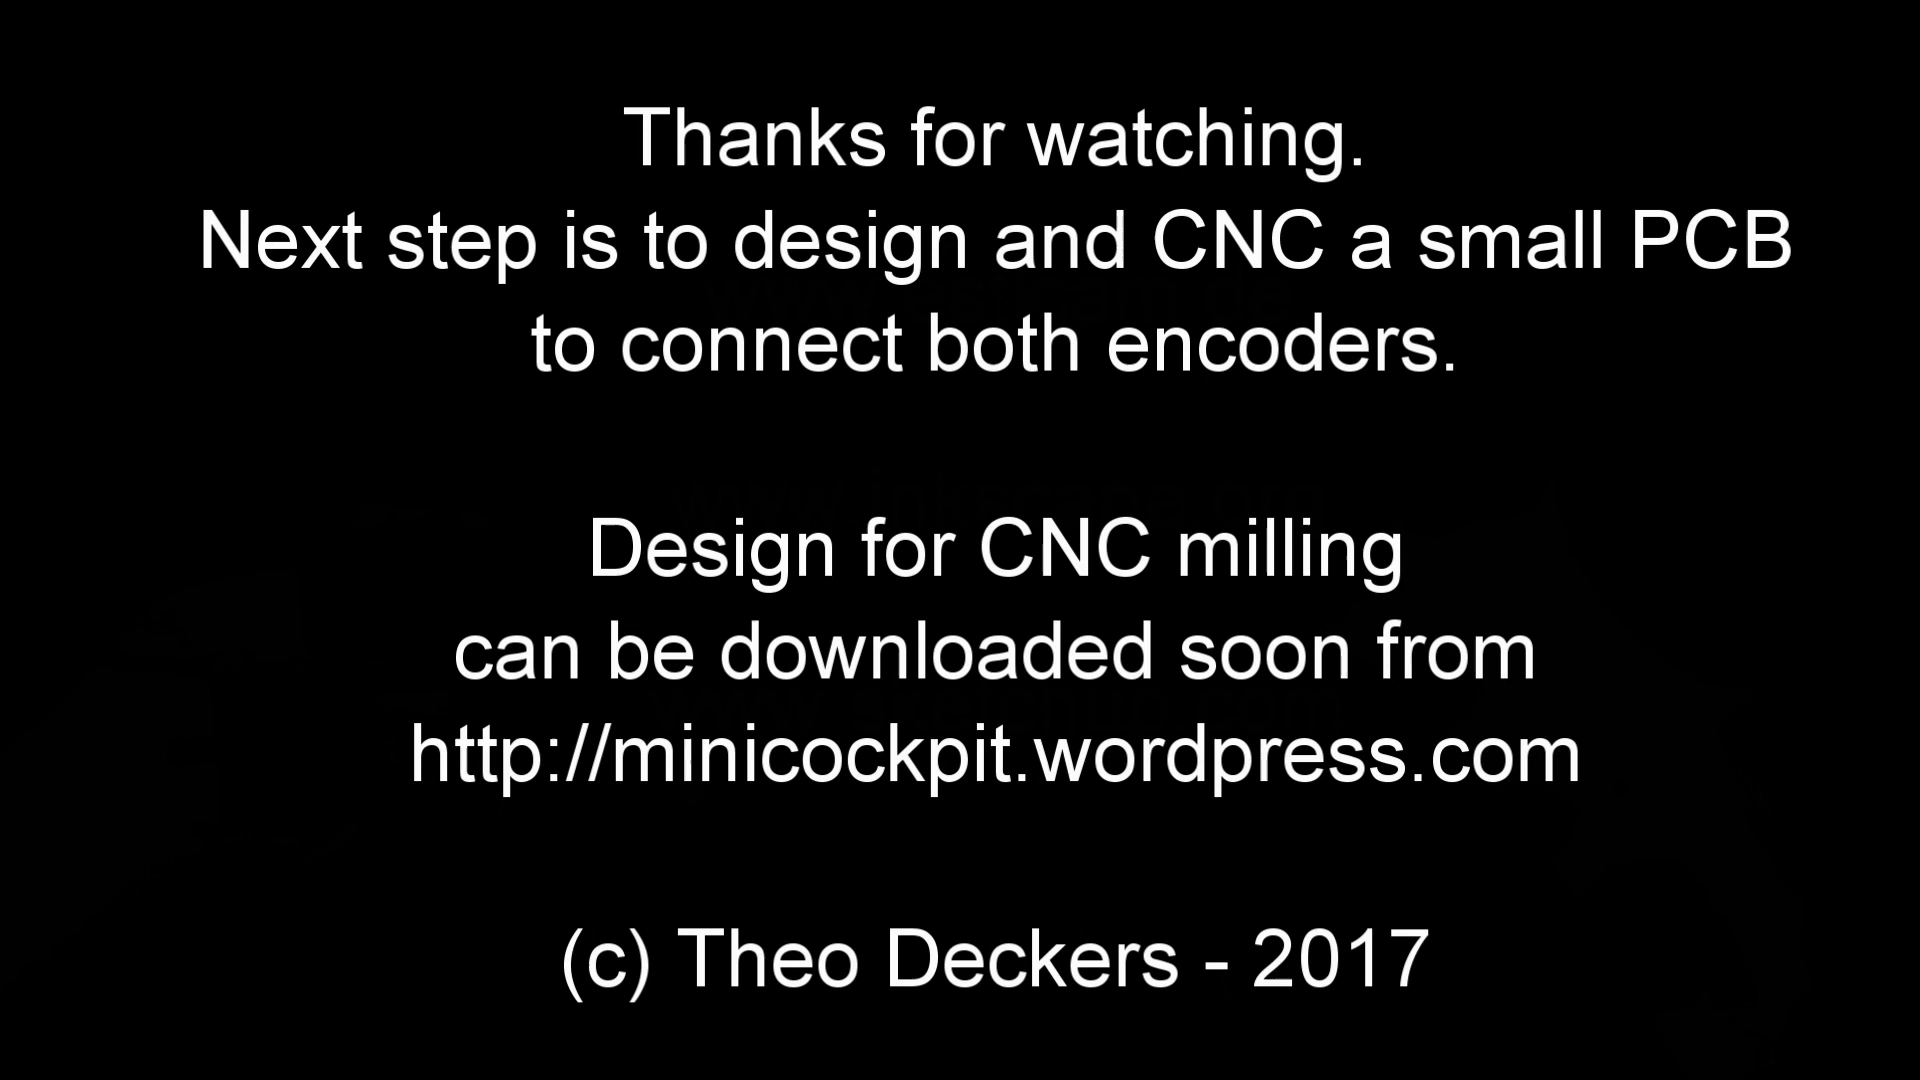 Thanks for watching.
Next step is to design and CNC a small PCB
to connect both encoders.
Design for CNC milling
can be downloaded soon from
http://minicockpit.wordpress.com
(c) Theo Deckers - 2017